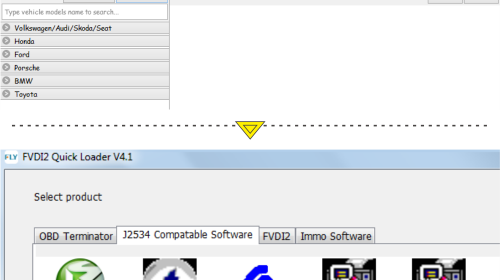 Type vehicle models name to search...
Volkswagen/Audi/Skoda/Seat
Honda
Ford
Porsche
BMW
Toyota
FLY FVDI2 Quick Loader V4.1
Select product
OBD Terminator J2534 Compatable Software FVDI2 Immo Software